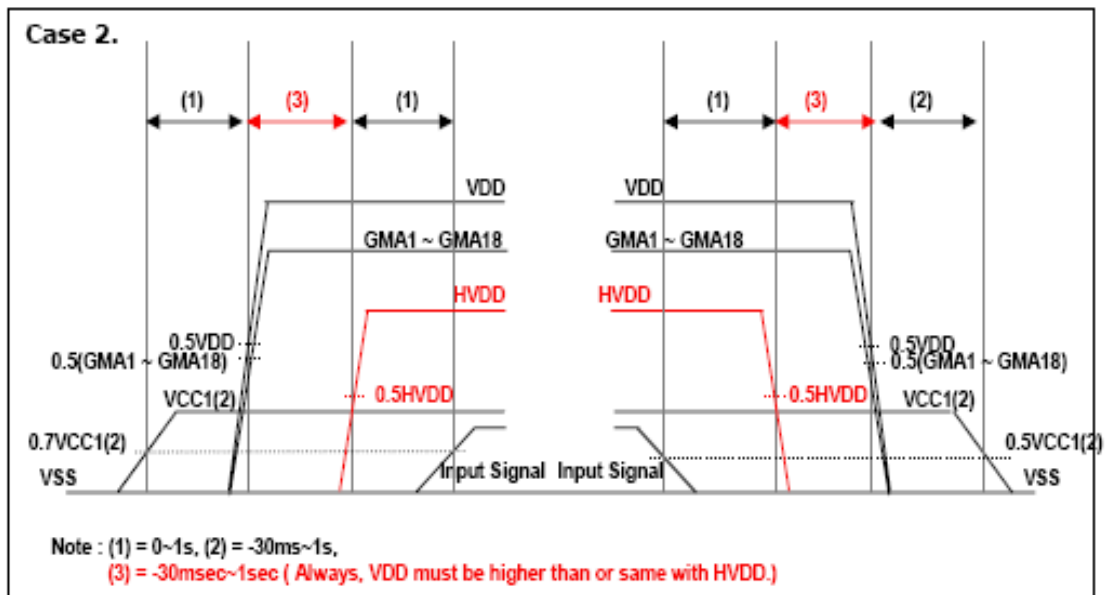 Case 2.
(1) (3) (1) (1) (3) (2)
VDD VDD
GMA1 ~ GMA18 GMA1 ~ GMA18
HVDD HVDD
0.5VDD 0.5VDD
0.5(GMA1 ~ GMA18) 0.5(GMA1 ~ GMA18)
VCC1(2) 0.5HVDD 0.5HVDD VCC1(2)
0.7VCC1(2) 0.5VCC1(2)
VSS Input Signal Input Signal VSS
Note : (1) = 0~1s, (2) = -30ms~1s,
(3) = -30msec~1sec ( Always, VDD must be higher than or same with HVDD.)